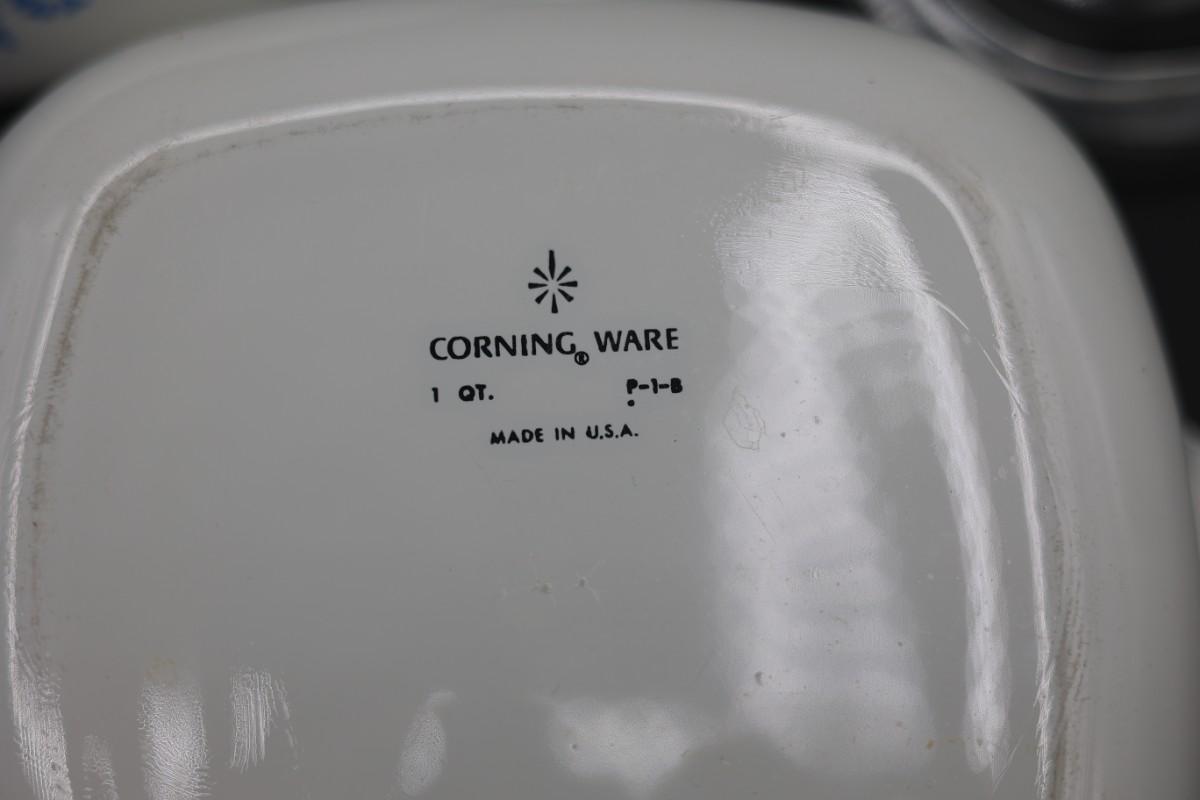 CORNING® WARE
1 QT. P-1-B
MADE IN U.S.A.